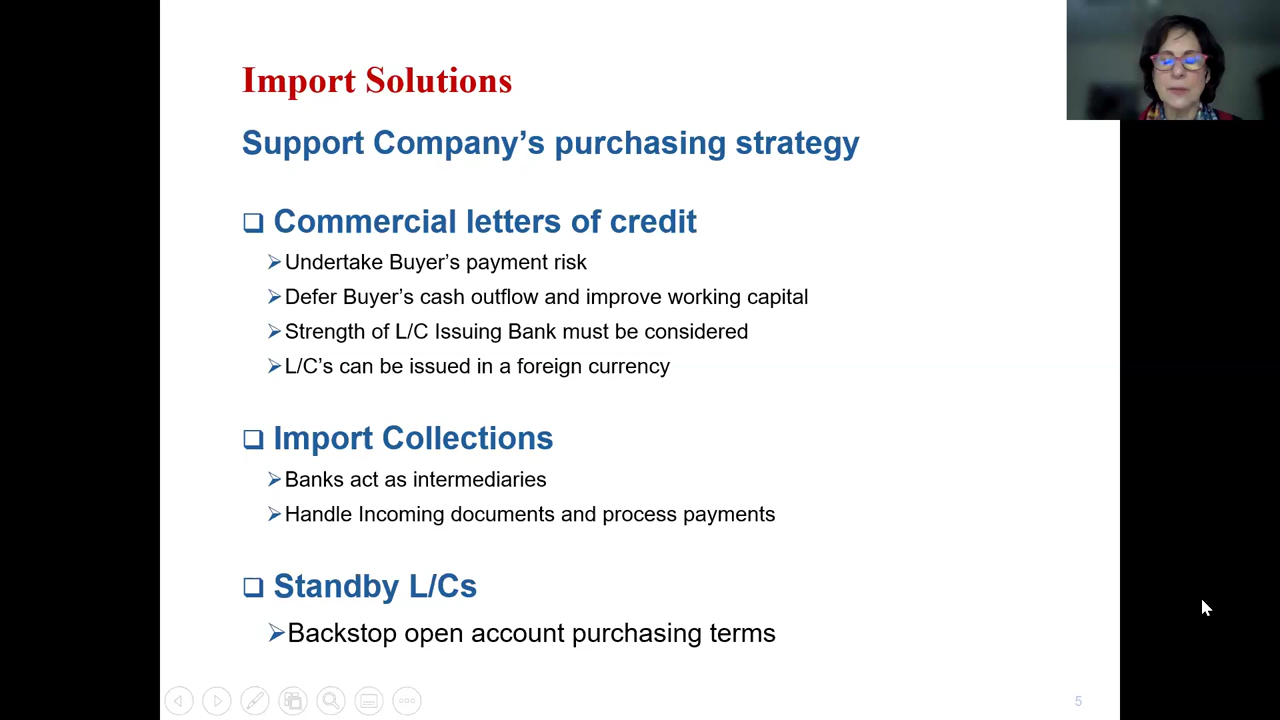 Import Solutions
Support Company’s purchasing strategy
Commercial letters of credit
Undertake Buyer’s payment risk
Defer Buyer’s cash outflow and improve working capital
Strength of L/C Issuing Bank must be considered
L/C’s can be issued in a foreign currency
Import Collections
Banks act as intermediaries
Handle Incoming documents and process payments
Standby L/Cs
Backstop open account purchasing terms
5